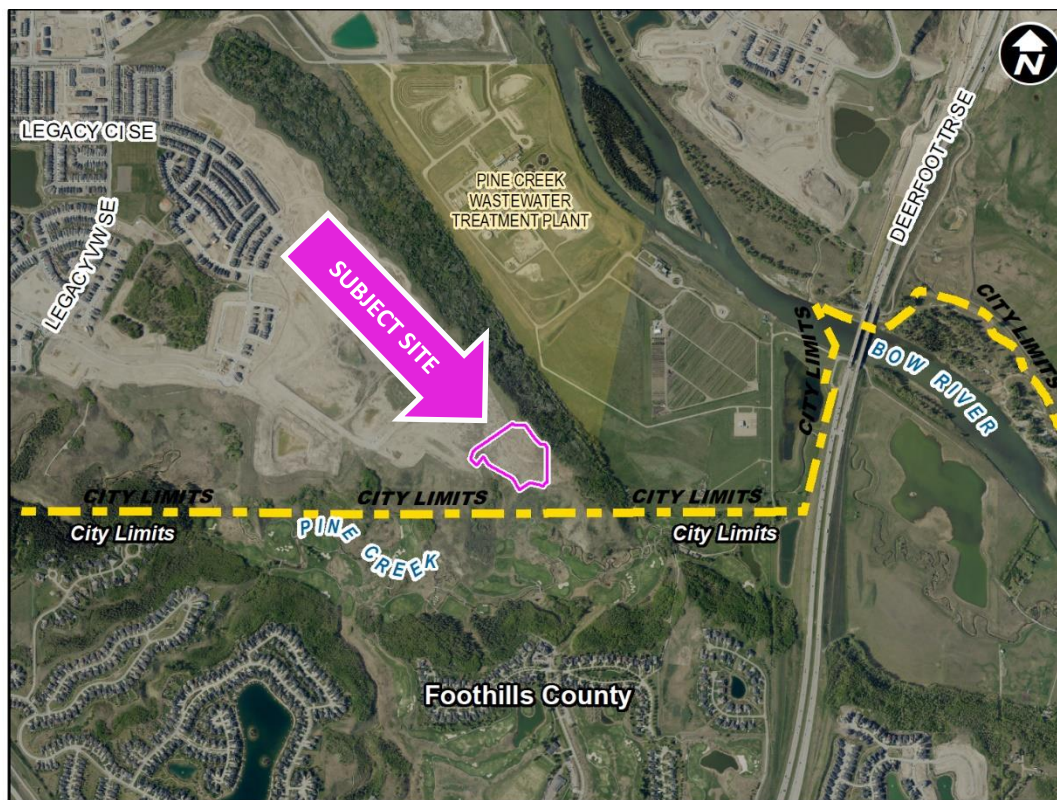 N
LEGACY CI SE
LEGACY VW SE
PINE CREEK
WASTEWATER
TREATMENT PLANT
DEERFOOT TR SE
SUBJECT SITE
CITY LIMITS
CITY LIMITS
BOW RIVER
CITY LIMITS
CITY LIMITS
CITY LIMITS
City Limits
PINE CREEK
City Limits
Foothills County